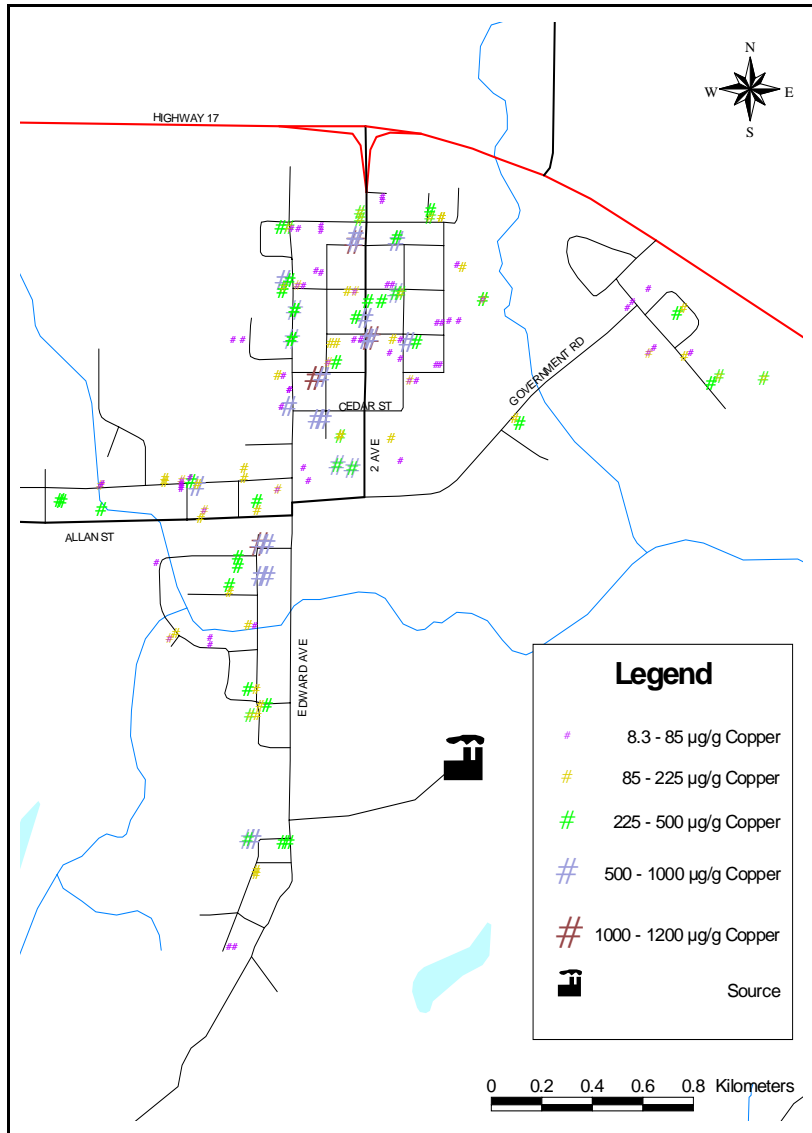 N
W E
S
HIGHWAY 17
GOVERNMENT RD
CEDAR ST
2 AVE
ALLAN ST
EDWARD AVE
Legend
8.3 - 85 µg/g Copper
85 - 225 µg/g Copper
225 - 500 µg/g Copper
500 - 1000 µg/g Copper
1000 - 1200 µg/g Copper
Source
0 0.2 0.4 0.6 0.8 Kilometers